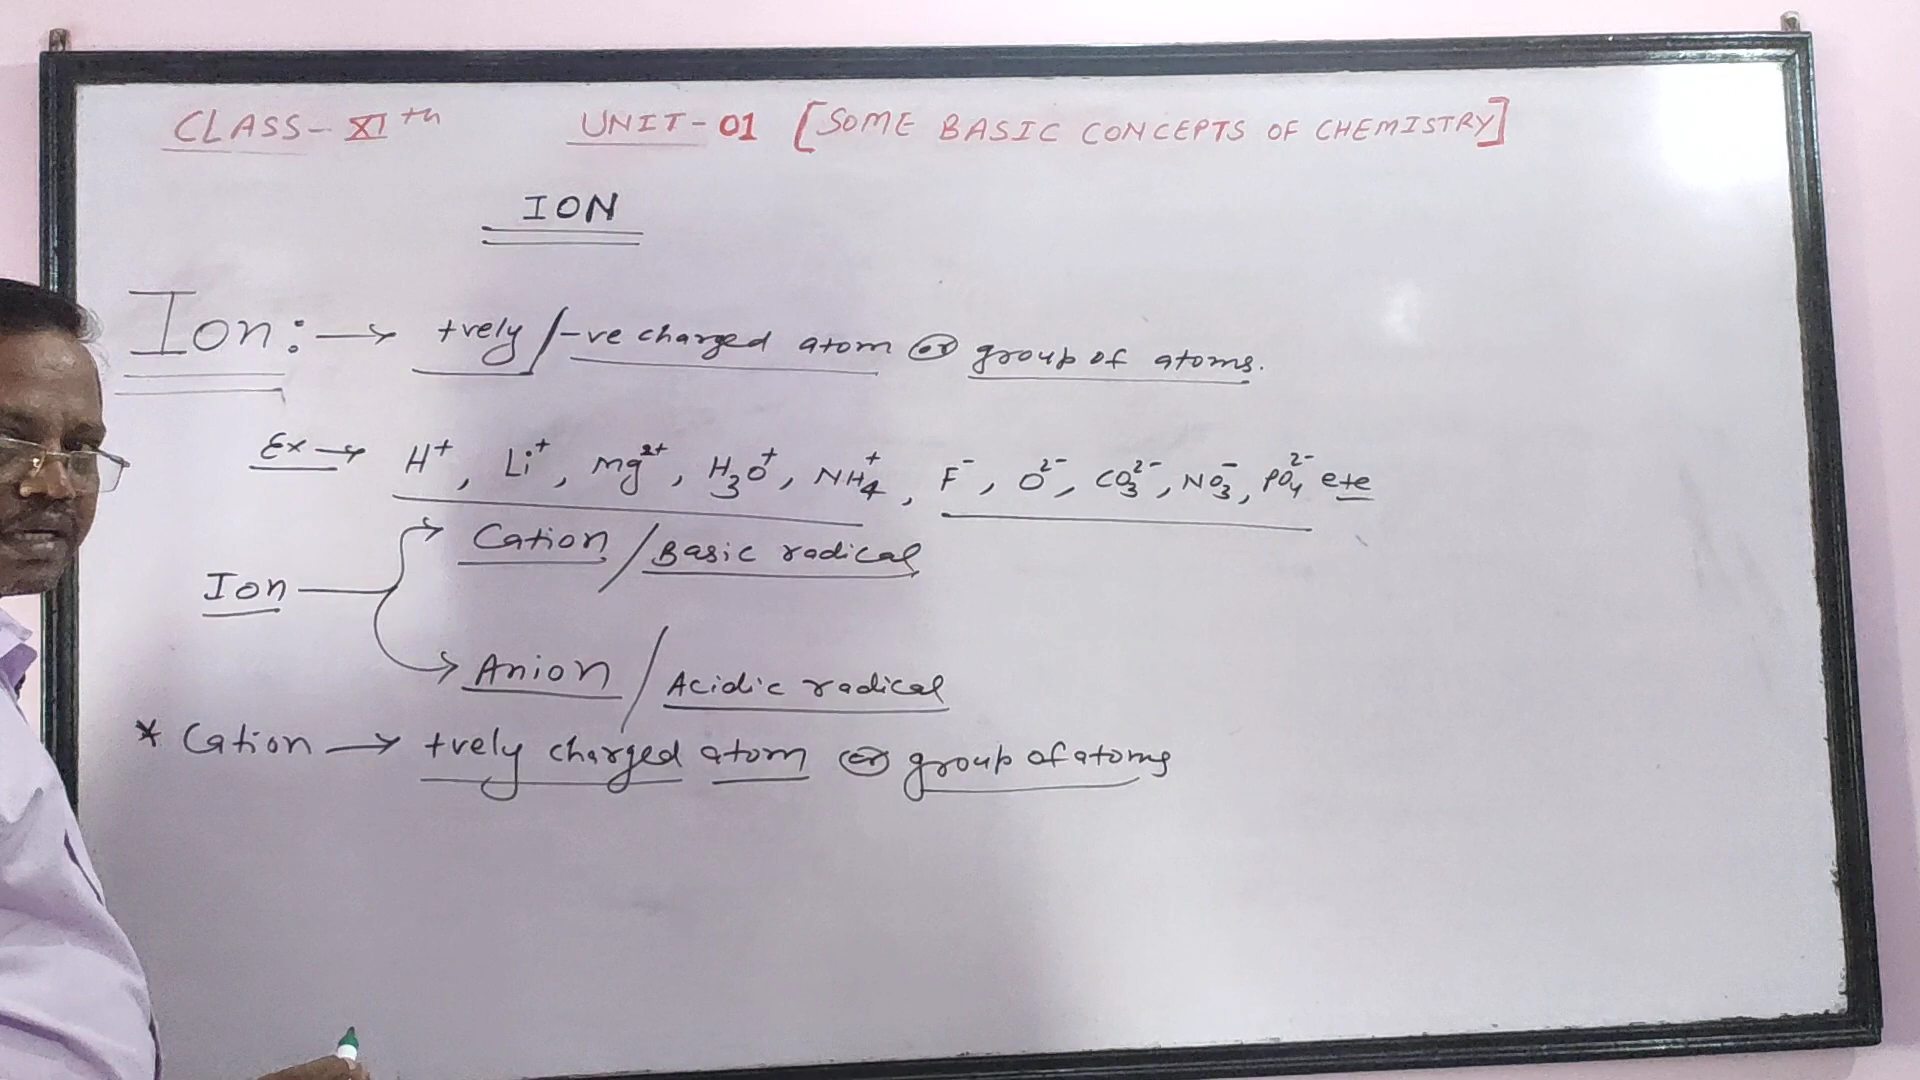 CLASS-XIth UNIT-01 [SOME BASIC CONCEPTS OF CHEMISTRY]
ION
Ion:→ +vely/-ve charged atom or group of atoms.
Ex→ H⁺, Li⁺, Mg²⁺, H₃O⁺, NH₄⁺, F⁻, O²⁻, CO₃²⁻, NO₃⁻, PO₄²⁻ etc
Cation/Basic radical
Ion
Anion/Acidic radical
* Cation → +vely charged atom or group of atoms